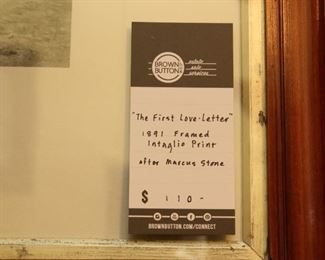 BROWN
BUTTON
estate
sale
services
"The First Love-Letter"
1891 Framed
Intaglio Print
after Marcus Stone
$ 110-
BROWNBUTTON.COM/CONNECT